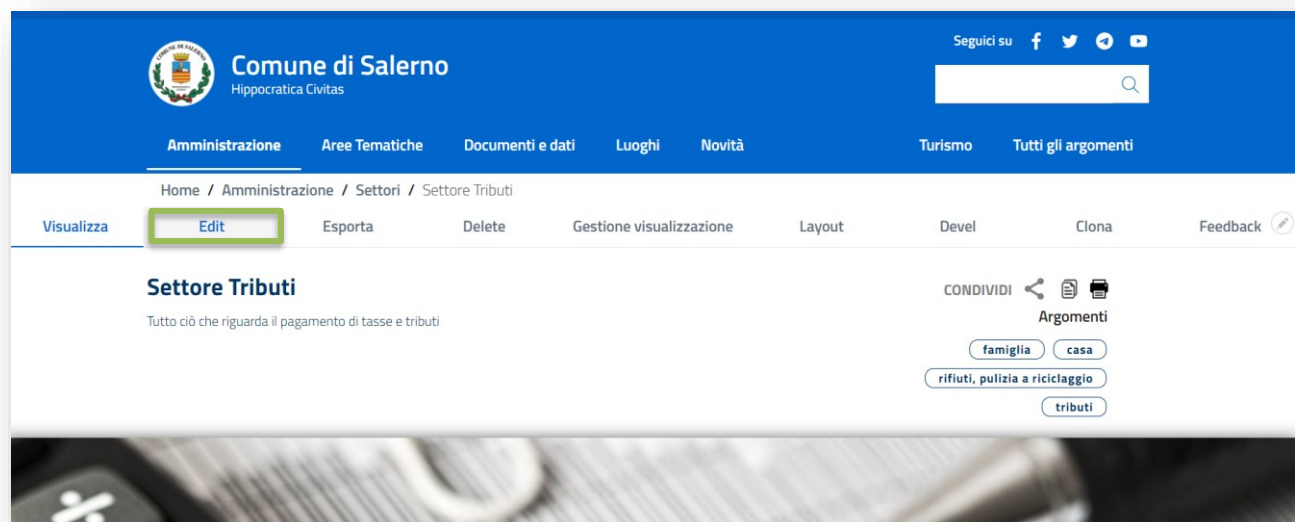 Seguici su
Comune di Salerno
Hippocratica Civitas
Amministrazione Aree Tematiche Documenti e dati Luoghi Novità Turismo Tutti gli argomenti
Home / Amministrazione / Settori / Settore Tributi
Visualizza Edit Esporta Delete Gestione visualizzazione Layout Devel Clona Feedback
Settore Tributi
CONDIVIDI
Tutto ciò che riguarda il pagamento di tasse e tributi
Argomenti
famiglia casa
rifiuti, pulizia a riciclaggio
tributi